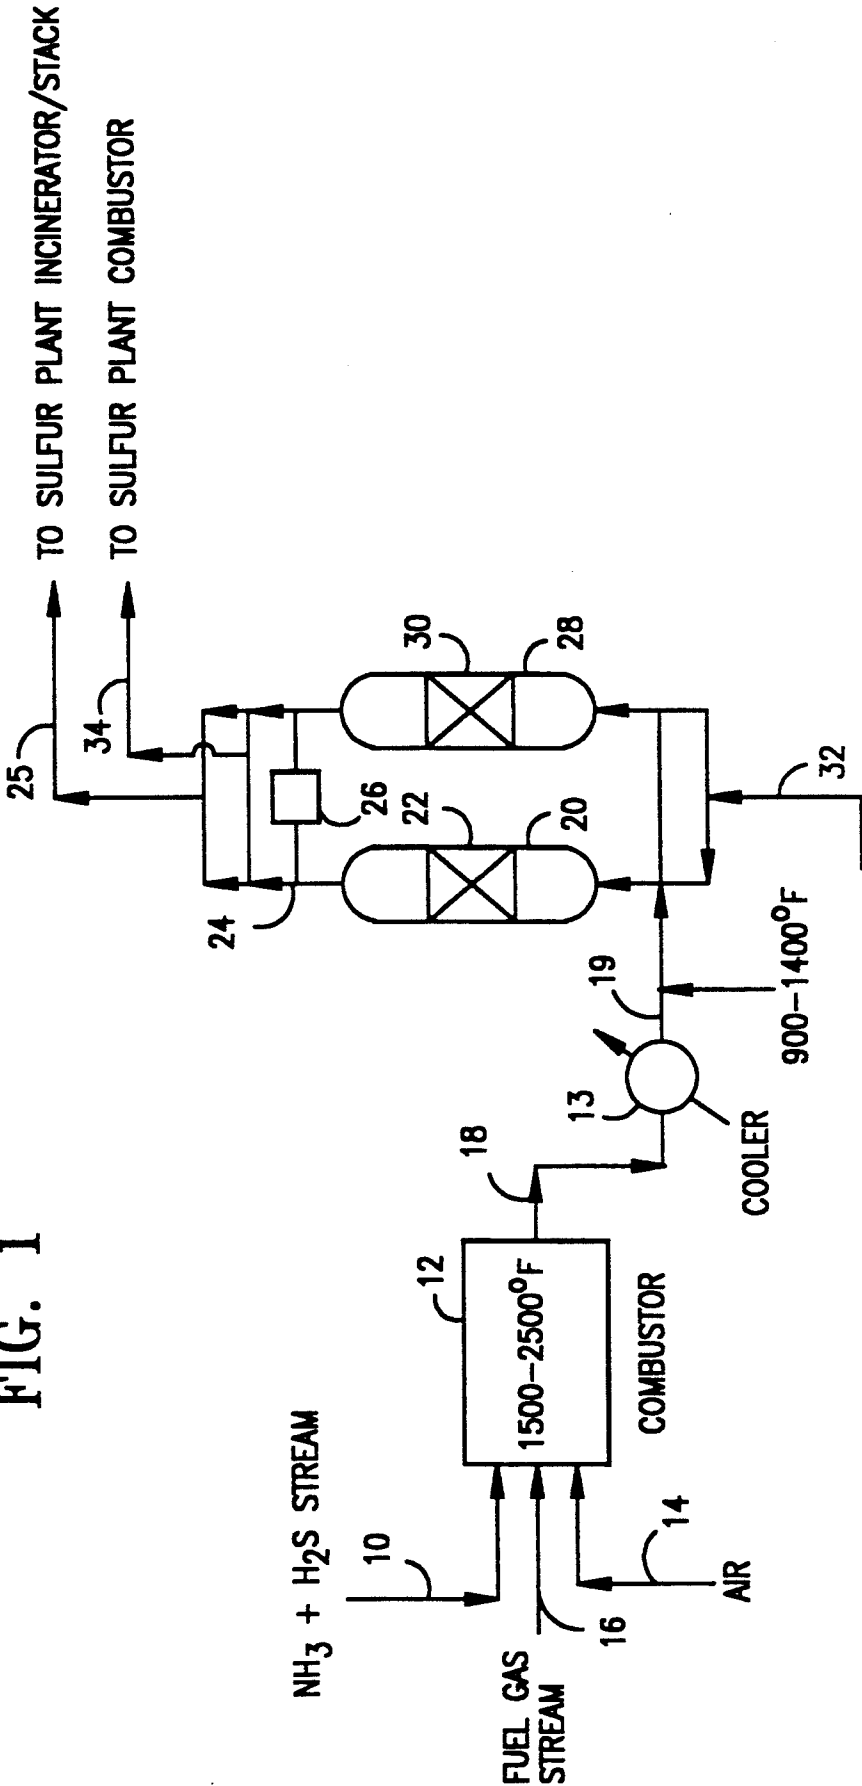 FIG. 1
TO SULFUR PLANT INCINERATOR/STACK
25
TO SULFUR PLANT COMBUSTOR
34
24
26
22
20
30
28
32
NH3 + H2S STREAM
10
12
18
13
19
1500-2500°F
900-1400°F
COOLER
COMBUSTOR
FUEL GAS
STREAM
16
14
AIR